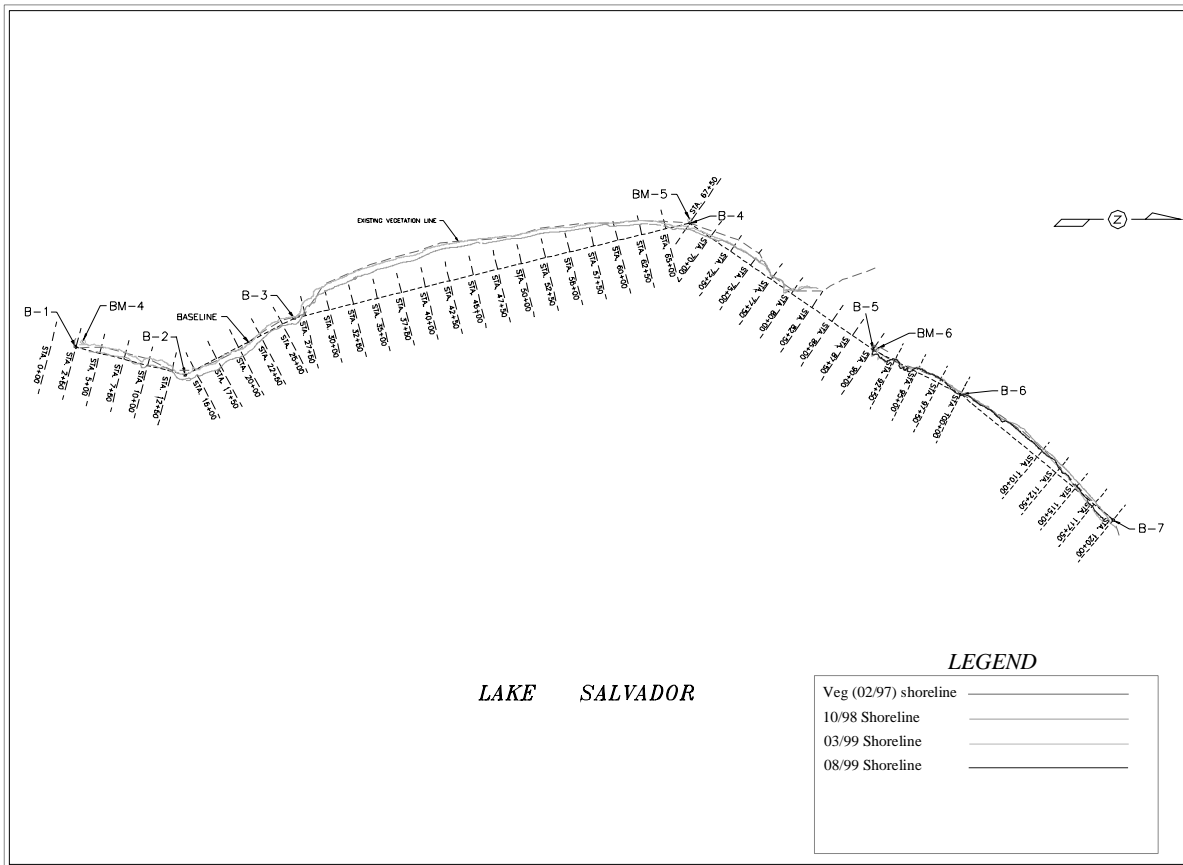 STA. 67+50
BM-5
B-4
EXISTING VEGETATION LINE
B-3
BASELINE
B-1
BM-4
B-2
STA. 0+00
STA. 2+50
STA. 5+00
STA. 7+50
STA. 10+00
STA. 12+50
STA. 15+00
STA. 17+50
STA. 20+00
STA. 22+50
STA. 25+00
STA. 27+50
STA. 30+00
STA. 32+50
STA. 35+00
STA. 37+50
STA. 40+00
STA. 42+50
STA. 45+00
STA. 47+50
STA. 50+00
STA. 52+50
STA. 55+00
STA. 57+50
STA. 60+00
STA. 62+50
STA. 65+00
STA. 70+00
STA. 72+50
STA. 75+00
STA. 77+50
STA. 80+00
STA. 82+50
STA. 85+00
STA. 87+50
STA. 90+00
STA. 92+50
STA. 95+00
STA. 97+50
STA. 100+00
STA. 110+00
STA. 112+50
STA. 115+00
STA. 117+50
STA. 120+00
Z
B-5
BM-6
B-6
B-7
LAKE SALVADOR
LEGEND
Veg (02/97) shoreline
10/98 Shoreline
03/99 Shoreline
08/99 Shoreline